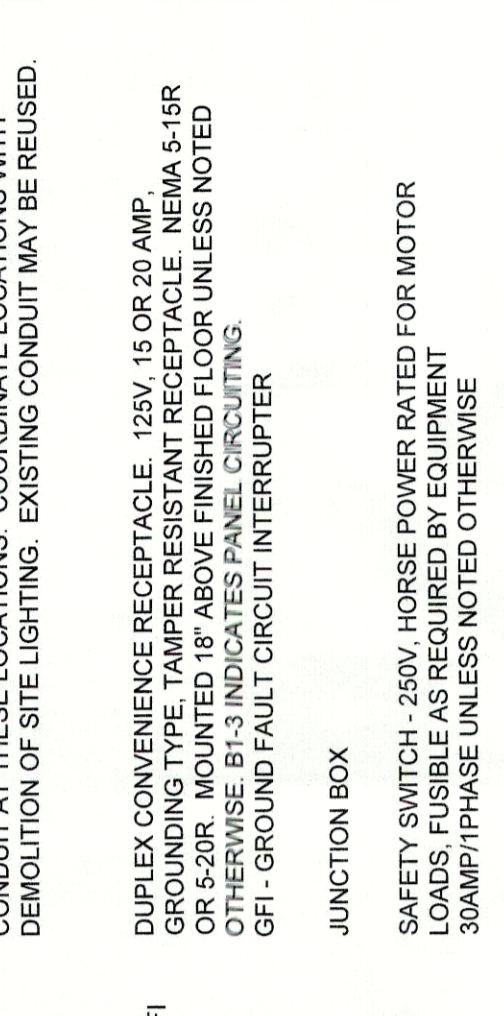 DEMOLITION OF SITE LIGHTING. EXISTING CONDUIT MAY BE REUSED.
DUPLEX CONVENIENCE RECEPTACLE. 125V, 15 OR 20 AMP,
GROUNDING TYPE, TAMPER RESISTANT RECEPTACLE. NEMA 5-15R
OR 5-20R. MOUNTED 18" ABOVE FINISHED FLOOR UNLESS NOTED
OTHERWISE. B1-3 INDICATES PANEL CIRCUITING.
GFI - GROUND FAULT CIRCUIT INTERRUPTER
JUNCTION BOX
SAFETY SWITCH - 250V, HORSE POWER RATED FOR MOTOR
LOADS, FUSIBLE AS REQUIRED BY EQUIPMENT
30AMP/1PHASE UNLESS NOTED OTHERWISE